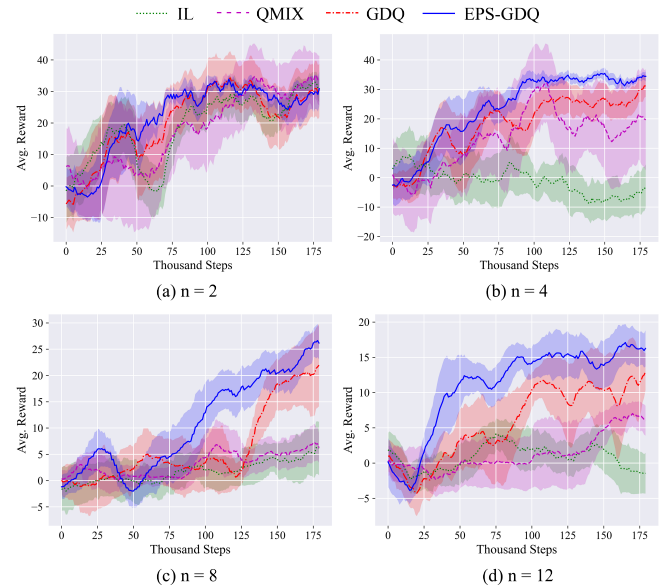 IL QMIX GDQ EPS-GDQ
Avg. Reward
40
30
20
10
0
−10
0 25 50 75 100 125 150 175
Thousand Steps
(a) n = 2
Avg. Reward
40
30
20
10
0
−10
−20
0 25 50 75 100 125 150 175
Thousand Steps
(b) n = 4
Avg. Reward
30
25
20
15
10
5
0
−5
0 25 50 75 100 125 150 175
Thousand Steps
(c) n = 8
Avg. Reward
20
15
10
5
0
−5
0 25 50 75 100 125 150 175
Thousand Steps
(d) n = 12